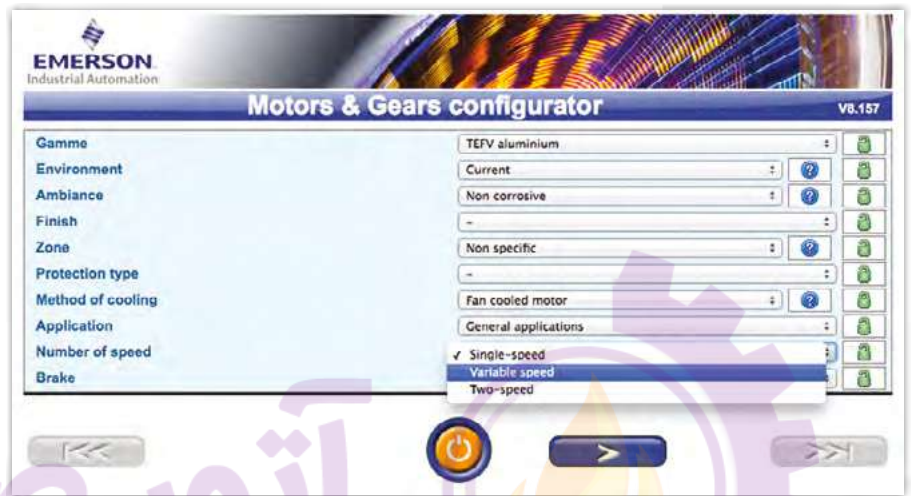 EMERSON
Industrial Automation
Motors & Gears configurator V8.157
Gamme TEFV aluminium
Environment Current ?
Ambiance Non corrosive ?
Finish -
Zone Non specific ?
Protection type -
Method of cooling Fan cooled motor ?
Application General applications
Number of speed ✓ Single-speed
Variable speed
Brake Two-speed
|<< > >>|